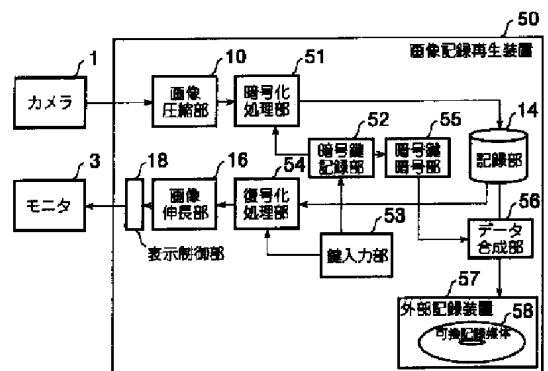 50
画像記録再生装置
1
カメラ
10
画像
圧縮部
51
暗号化
処理部
52
暗号鍵
記録部
55
暗号鍵
暗号部
14
記録部
3
モニタ
18
表示制御部
16
画像
伸長部
54
復号化
処理部
53
鍵入力部
56
データ
合成部
57
外部記録装置
58
可換記録媒体